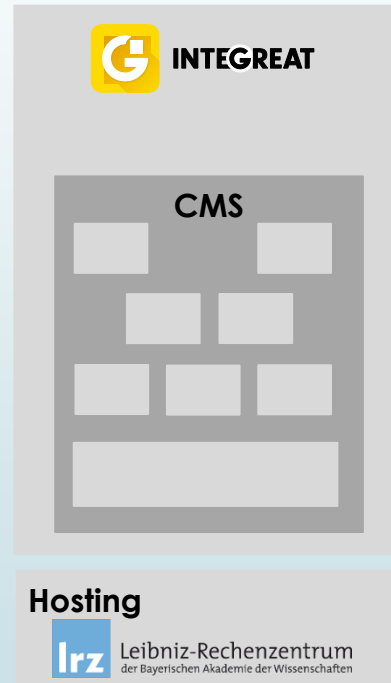 G INTEGREAT
CMS
Hosting
lrz Leibniz-Rechenzentrum
der Bayerischen Akademie der Wissenschaften